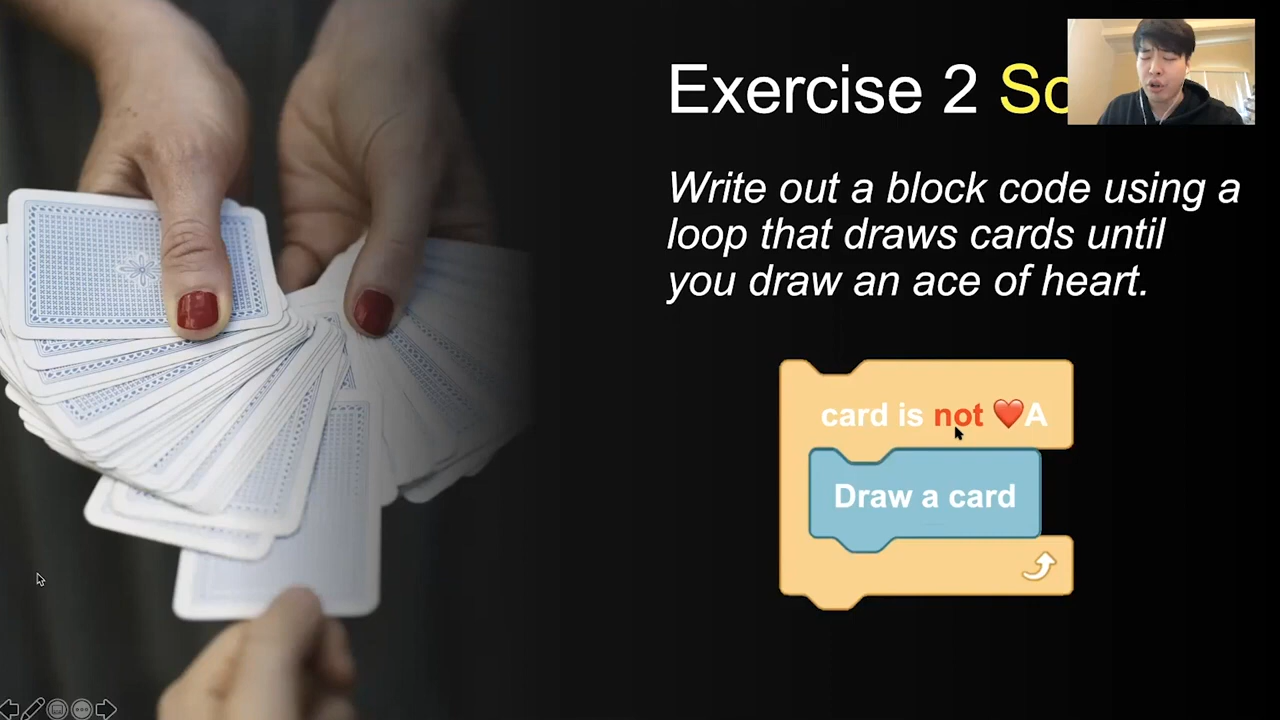 Exercise 2
Write out a block code using a
loop that draws cards until
you draw an ace of heart.
card is not ❤️A
Draw a card